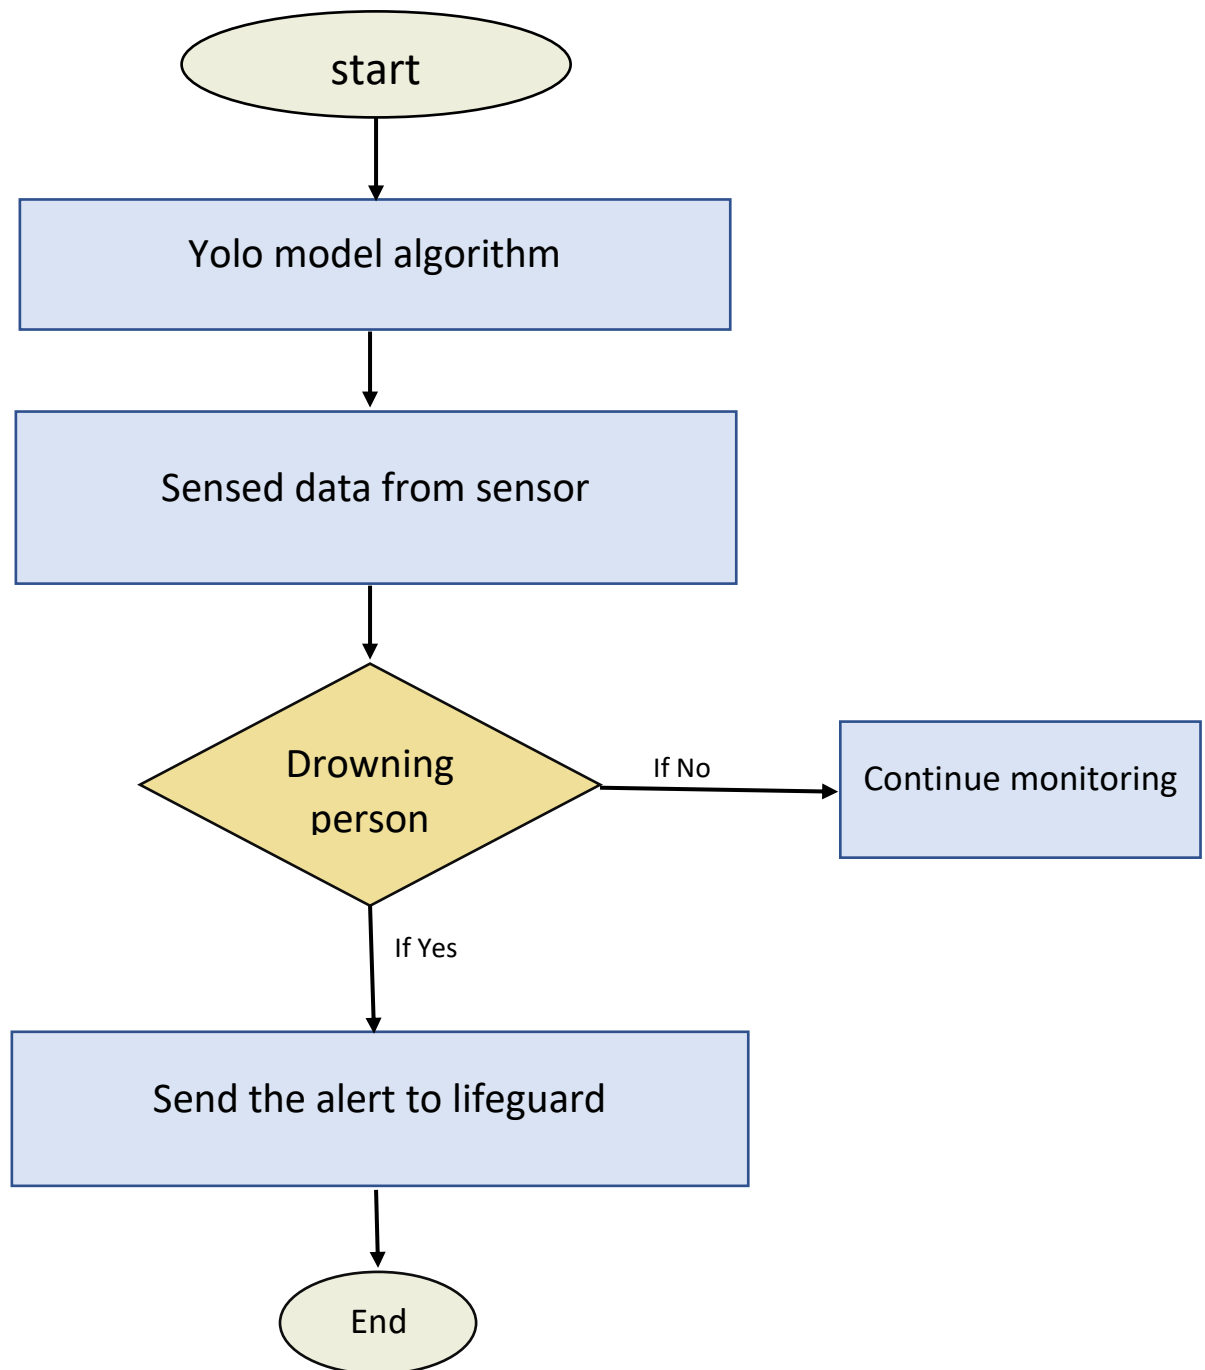 start
Yolo model algorithm
Sensed data from sensor
Drowning
person
If No
Continue monitoring
If Yes
Send the alert to lifeguard
End